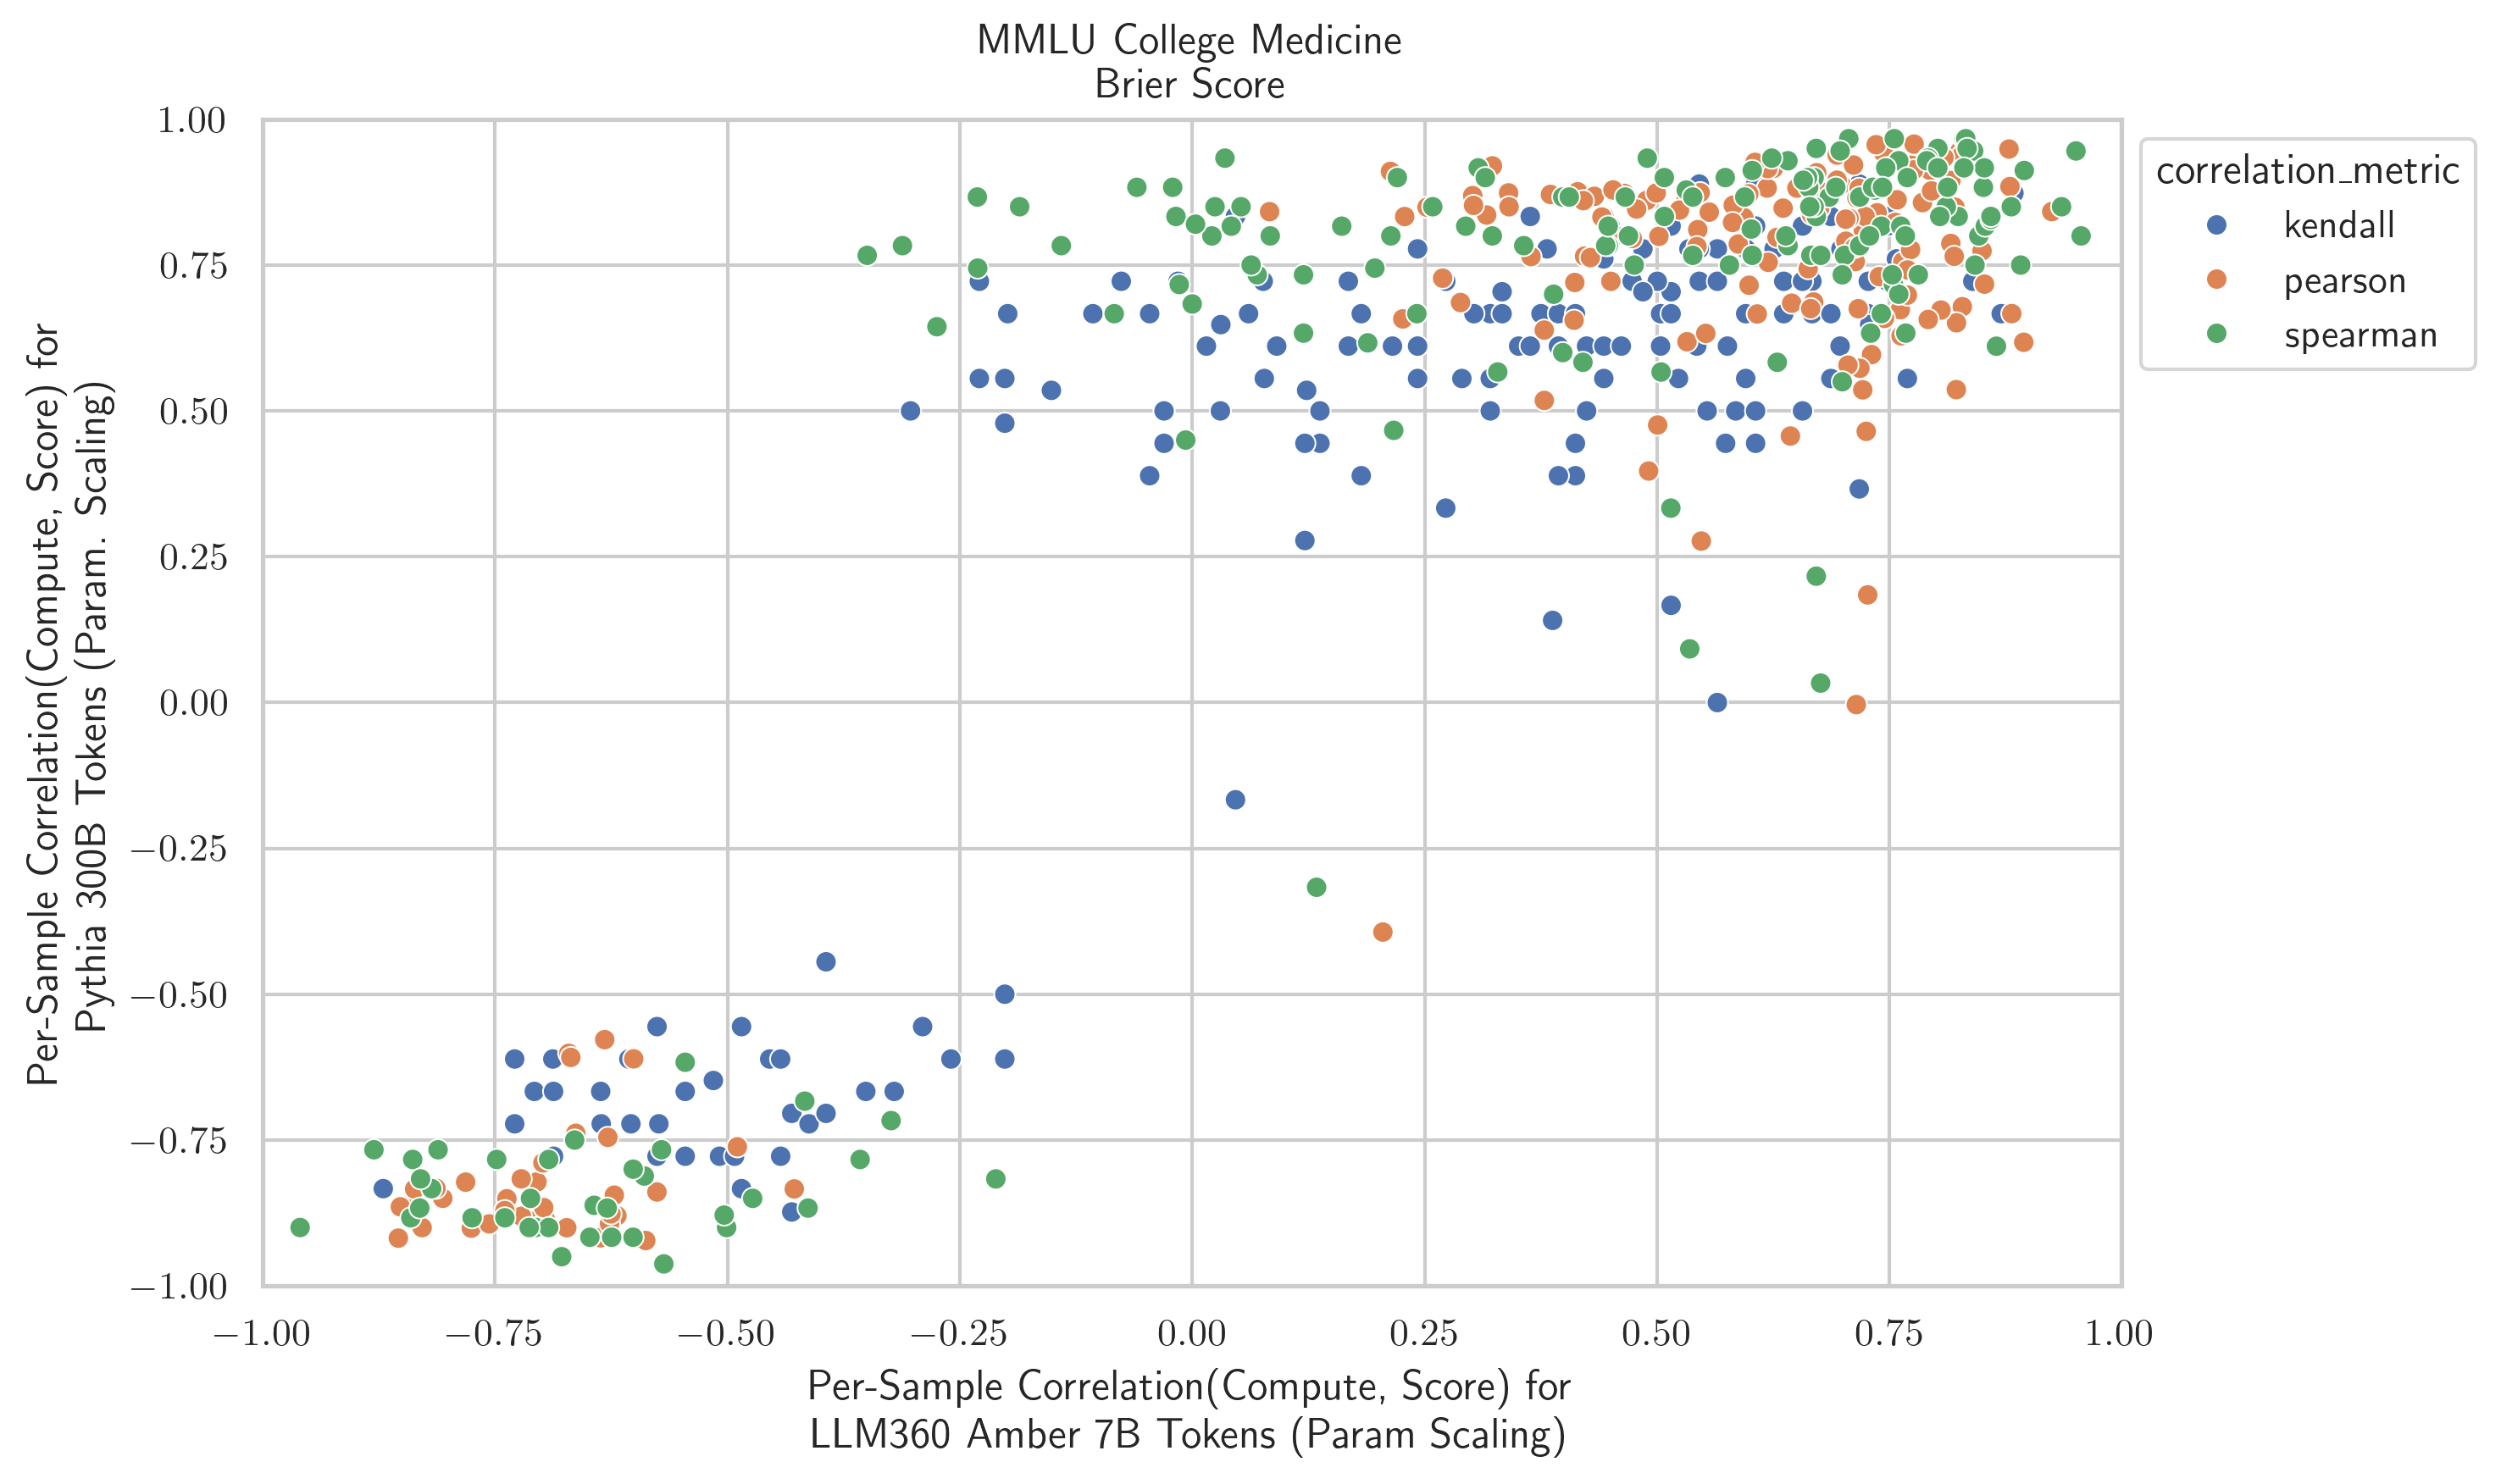 MMLU College Medicine
Brier Score
Per-Sample Correlation(Compute, Score) for
Pythia 300B Tokens (Param. Scaling)
1.00
0.75
0.50
0.25
0.00
−0.25
−0.50
−0.75
−1.00
−1.00 −0.75 −0.50 −0.25 0.00 0.25 0.50 0.75 1.00
Per-Sample Correlation(Compute, Score) for
LLM360 Amber 7B Tokens (Param Scaling)
correlation_metric
kendall
pearson
spearman